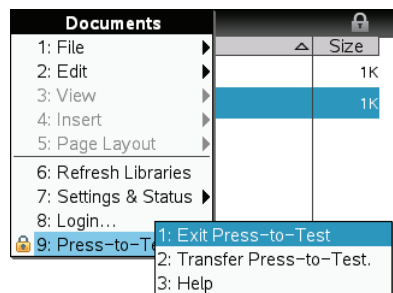 Documents
Size
1: File
1K
2: Edit
3: View
1K
4: Insert
5: Page Layout
6: Refresh Libraries
7: Settings & Status
8: Login...
9: Press-to-Te
1: Exit Press-to-Test
2: Transfer Press-to-Test.
3: Help